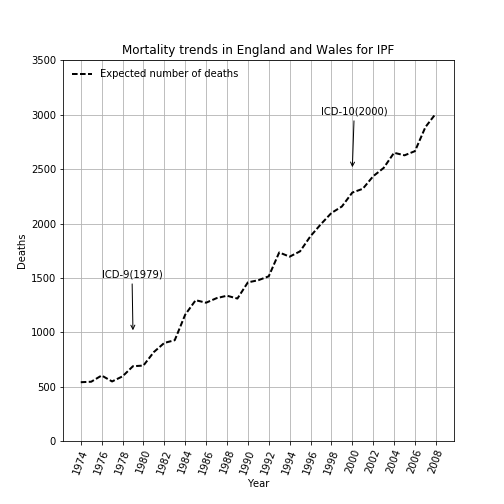 Mortality trends in England and Wales for IPF
3500
Expected number of deaths
3000
ICD-10(2000)
2500
2000
Deaths
1500
ICD-9(1979)
1000
500
0
1974 1976 1978 1980 1982 1984 1986 1988 1990 1992 1994 1996 1998 2000 2002 2004 2006 2008
Year